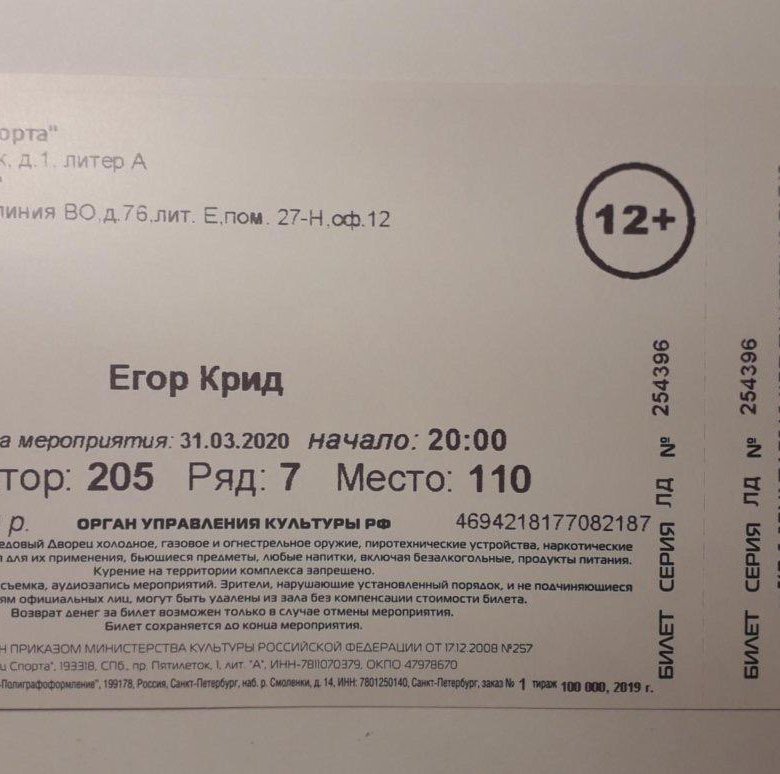 орта"
к, д.1. литер А
линия ВО,д.76,лит. Е,пом. 27-Н,оф.12
12+
Егор Крид
а мероприятия: 31.03.2020 начало: 20:00
тор: 205 Ряд: 7 Место: 110
р. ОРГАН УПРАВЛЕНИЯ КУЛЬТУРЫ РФ 4694218177082187
едовый Дворец холодное, газовое и огнестрельное оружие, пиротехнические устройства, наркотические
я для их применения, бьющиеся предметы, любые напитки, включая безалкогольные, продукты питания.
Курение на территории комплекса запрещено.
съемка, аудиозапись мероприятий. Зрители, нарушающие установленный порядок, и не подчиняющиеся
ям официальных лиц, могут быть удалены из зала без компенсации стоимости билета.
Возврат денег за билет возможен только в случае отмены мероприятия.
Билет сохраняется до конца мероприятия.
Н ПРИКАЗОМ МИНИСТЕРСТВА КУЛЬТУРЫ РОССИЙСКОЙ ФЕДЕРАЦИИ ОТ 17.12.2008 №257
ц Спорта", 193318, СПб., пр. Пятилеток, 1, лит. "А", ИНН-7811070379, ОКПО 47978670
-Полиграфоформление", 199178, Россия, Санкт-Петербург, наб. р. Смоленки, д. 14, ИНН: 7801250140, Санкт-Петербург, заказ № 1 тираж 100 000, 2019 г.
БИЛЕТ СЕРИЯ ЛД № 254396
БИЛЕТ СЕРИЯ ЛД № 254396